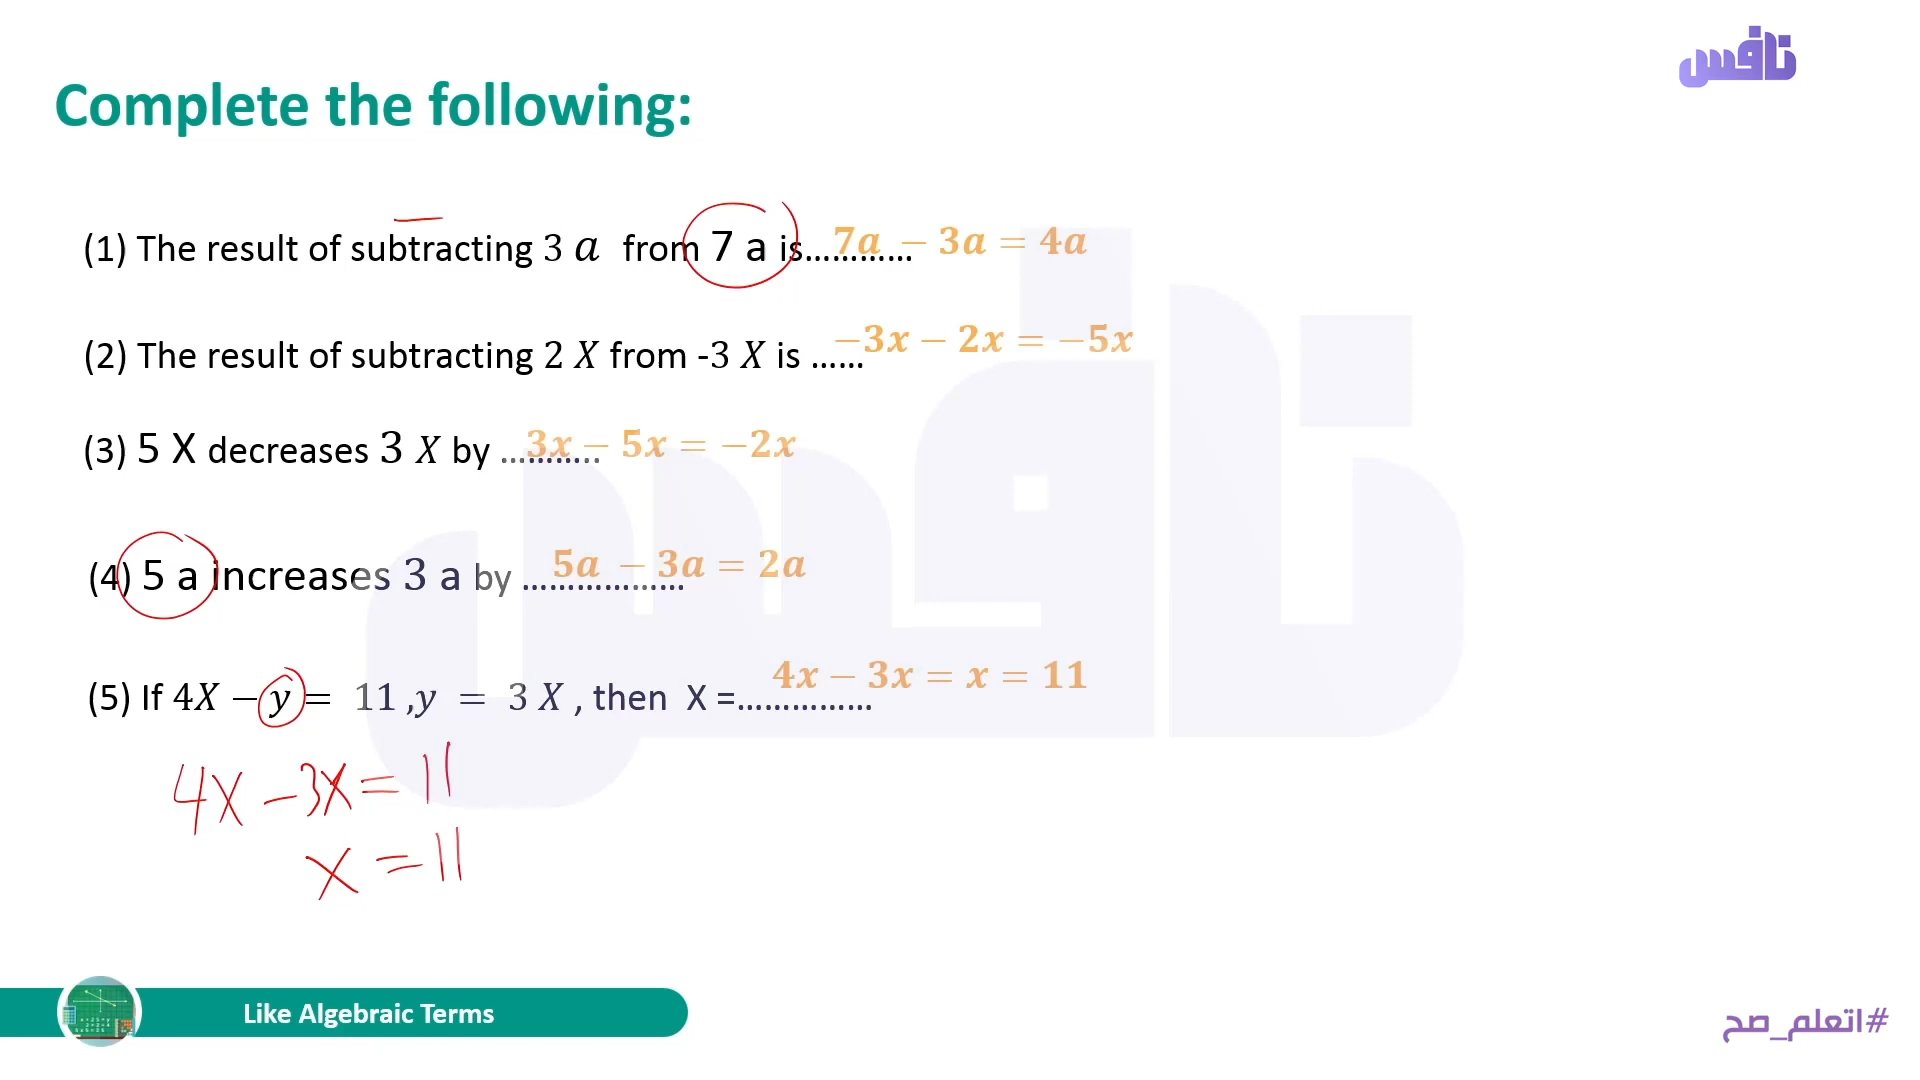 نافس
Complete the following:
(1) The result of subtracting 3 a from 7 a is............ 7a − 3a = 4a
(2) The result of subtracting 2 X from -3 X is ...... −3x − 2x = −5x
(3) 5 X decreases 3 X by ........... 3x − 5x = −2x
(4) 5 a increases 3 a by .................. 5a − 3a = 2a
(5) If 4X − y = 11 ,y = 3 X , then X =............... 4x − 3x = x = 11
4X − 3X = 11
X = 11
Like Algebraic Terms
#اتعلم_صح